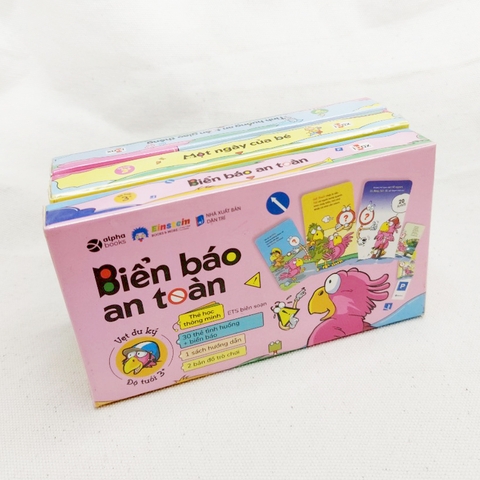 Một ngày của bé
Biển báo an toàn
alpha
books
Einstein
NHÀ XUẤT BẢN
DÂN TRÍ
Biển báo
an toàn
Thẻ học
thông minh
ETS biên soạn
30 thẻ tình huống
+ biển báo
1 sách hướng dẫn
2 bản đồ trò chơi
Vẹt du ký
Độ tuổi 3+